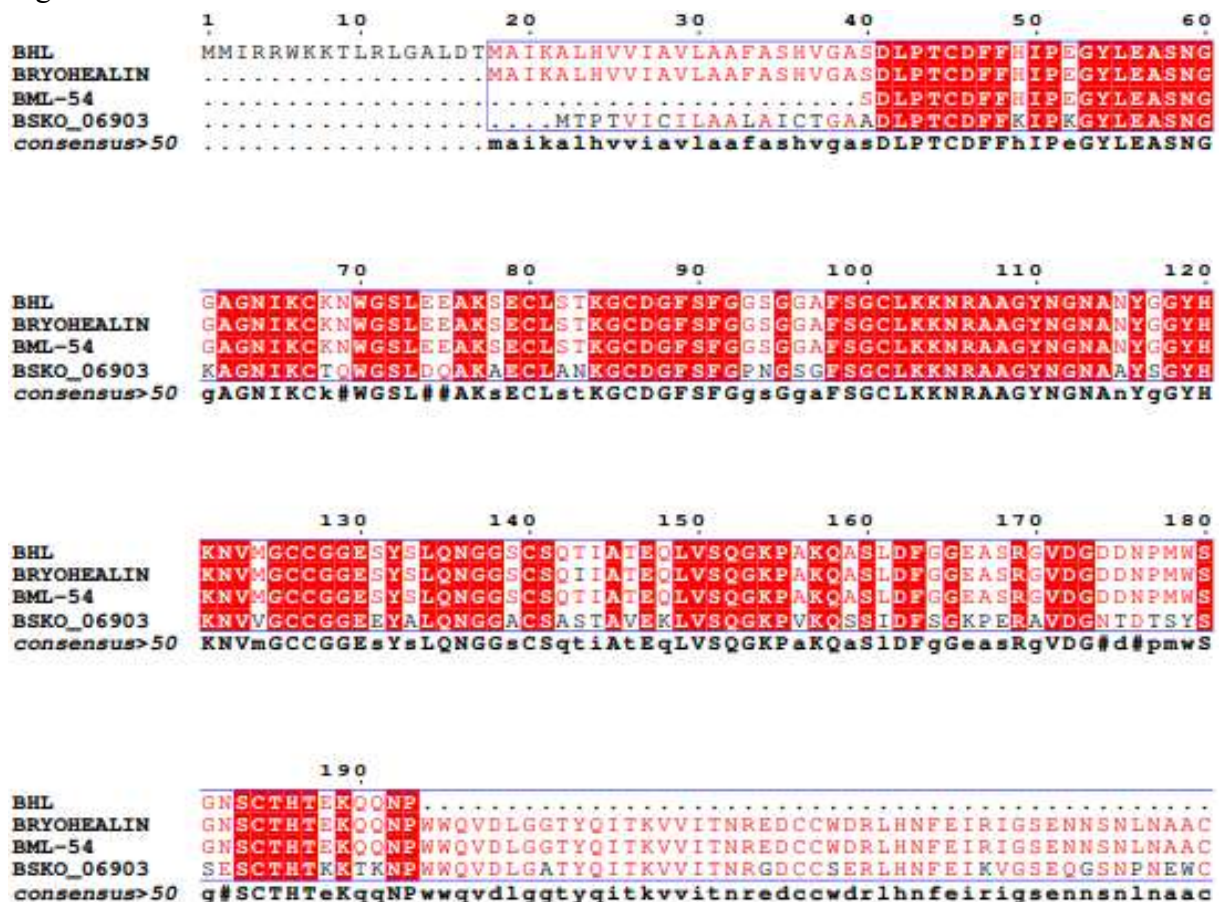 1 10 20 30 40 50 60
BHL MMIRRWKKTLRLGALDTMAIKALHVVIAVLAAFASHVGASDLPTCDFFHIPEGYLEASNG
BRYOHEALIN .................MAIKALHVVIAVLAAFASHVGASDLPTCDFFHIPEGYLEASNG
BML-54 .......................................SDLPTCDFFHIPEGYLEASNG
BSKO_06903 .....................MTPTVICILAALAICTGAADLPTCDFFKIPKGYLEASNG
consensus>50 .................maikalhvviavlaafashvgasDLPTCDFFhIPeGYLEASNG
70 80 90 100 110 120
BHL GAGNIKCKNWGSLEEAKSECLSTKGCDGFSFGGSGGAFSGCLKKNRAAGYNGNANYGGYH
BRYOHEALIN GAGNIKCKNWGSLEEAKSECLSTKGCDGFSFGGSGGAFSGCLKKNRAAGYNGNANYGGYH
BML-54 GAGNIKCKNWGSLEEAKSECLSTKGCDGFSFGGSGGAFSGCLKKNRAAGYNGNANYGGYH
BSKO_06903 KAGNIKCTQWGSLDQAKAECLANKGCDGFSFGPNGSGFSGCLKKNRAAGYNGNAAYSGYH
consensus>50 gAGNIKCk#WGSL##AKsECLstKGCDGFSFGgsGgaFSGCLKKNRAAGYNGNAnYgGYH
130 140 150 160 170 180
BHL KNVMGCCGGESYSLQNGGSCSQTIATEQLVSQGKPAKQASLDFGGEASRGVDGDDNPMWS
BRYOHEALIN KNVMGCCGGESYSLQNGGSCSQIIATEQLVSQGKPAKQASLDFGGEASRGVDGDDNPMWS
BML-54 KNVMGCCGGESYSLQNGGSCSQTIATEQLVSQGKPAKQASLDFGGEASRGVDGDDNPMWS
BSKO_06903 KNVVGCCGGEEYALQNGGACSASTAVEKLVSQGKPVKQSSIDFSGKPERAVDGNTDTSYS
consensus>50 KNVmGCCGGEsYsLQNGGsCSqtiAtEqLVSQGKPaKQaSlDFgGeasRgVDG#d#pmwS
190
BHL GNSCTHTEKQQNP...............................................
BRYOHEALIN GNSCTHTEKQQNPWWQVDLGGTYQITKVVITNREDCCWDRLHNFEIRIGSENNSNLNAAC
BML-54 GNSCTHTEKQQNPWWQVDLGGTYQITKVVITNREDCCWDRLHNFEIRIGSENNSNLNAAC
BSKO_06903 SESCTHTKKTKNPWWQVDLGATYQITKVVITNRGDCCSERLHNFEIKVGSEQGSNPNEWC
consensus>50 g#SCTHTeKqqNPwwqvdlggtyqitkvvitnredccwdrlhnfeirigsennsnlnaac